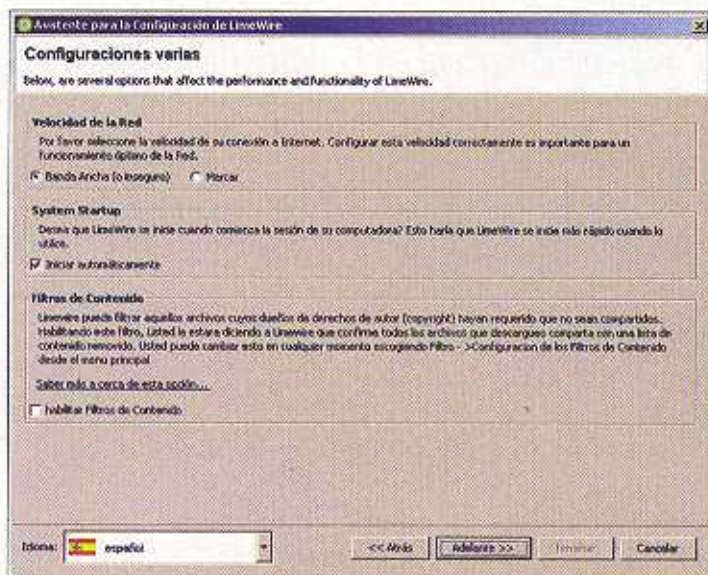 Asistente para la Configuración de LimeWire
Configuraciones varias
Below, are several options that affect the performance and functionality of LimeWire.
Velocidad de la Red
Por favor seleccione la velocidad de su conexión a Internet. Configurar esta velocidad correctamente es importante para un
funcionamiento óptimo de la Red.
Banda Ancha (o inseguro)
Marcar
System Startup
Desea que LimeWire se inicie cuando comienza la sesión de su computadora? Esto haría que LimeWire se inicie más rápido cuando lo
utilice.
Iniciar automáticamente
Filtros de Contenido
Limewire puede filtrar aquellos archivos cuyos dueños de derechos de autor (copyright) hayan requerido que no sean compartidos.
Habilitando este filtro, Usted le estara diciendo a Limewire que confirme todos los archivos que descargue o comparta con una lista de
contenido removido. Usted puede cambiar esto en cualquier momento escogiendo Filtro - >Configuracion de los Filtros de Contenido
desde el menu principal
Saber más a cerca de esta opción...
habilitar Filtros de Contenido
Idioma:
español
<< Atrás
Adelante >>
Terminar
Cancelar